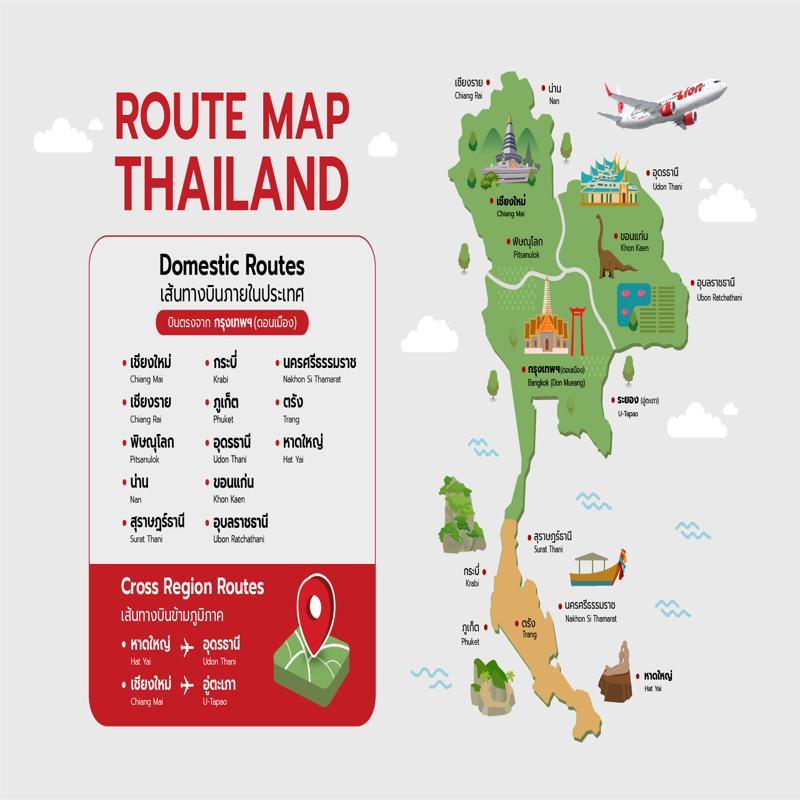 ROUTE MAP
THAILAND
Domestic Routes
เส้นทางบินภายในประเทศ
บินตรงจาก กรุงเทพฯ (ดอนเมือง)
เชียงใหม่
Chiang Mai
เชียงราย
Chiang Rai
พิษณุโลก
Pitsanulok
น่าน
Nan
สุราษฎร์ธานี
Surat Thani
กระบี่
Krabi
ภูเก็ต
Phuket
อุดรธานี
Udon Thani
ขอนแก่น
Khon Kaen
อุบลราชธานี
Ubon Ratchathani
นครศรีธรรมราช
Nakhon Si Thamarat
ตรัง
Trang
หาดใหญ่
Hat Yai
Cross Region Routes
เส้นทางบินข้ามภูมิภาค
หาดใหญ่ อุดรธานี
Hat Yai Udon Thani
เชียงใหม่ อู่ตะเภา
Chiang Mai U-Tapao
เชียงราย
Chiang Rai
น่าน
Nan
Lion
อุดรธานี
Udon Thani
เชียงใหม่
Chiang Mai
พิษณุโลก
Pitsanulok
ขอนแก่น
Khon Kaen
อุบลราชธานี
Ubon Ratchathani
กรุงเทพฯ (ดอนเมือง)
Bangkok (Don Mueang)
ระยอง (อู่ตะเภา)
U-Tapao
สุราษฎร์ธานี
Surat Thani
กระบี่
Krabi
นครศรีธรรมราช
Nakhon Si Thamarat
ภูเก็ต
Phuket
ตรัง
Trang
หาดใหญ่
Hat Yai